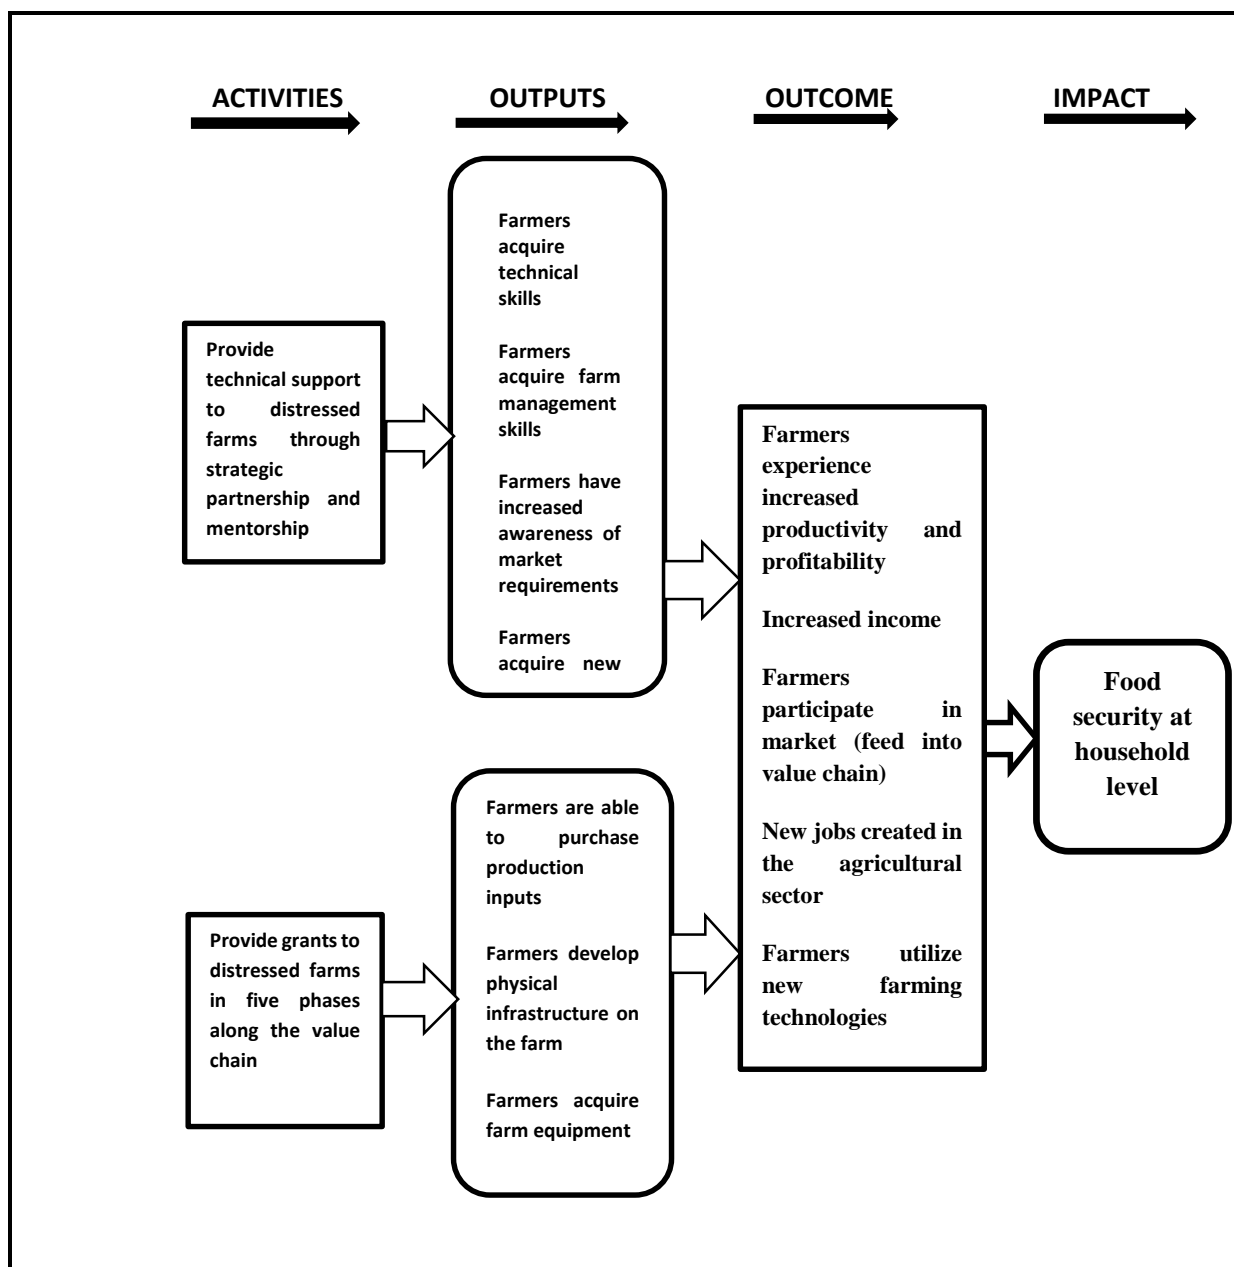 ACTIVITIES
OUTPUTS
OUTCOME
IMPACT
Provide
technical support
to distressed
farms through
strategic
partnership and
mentorship
Farmers
acquire
technical
skills
Farmers
acquire farm
management
skills
Farmers have
increased
awareness of
market
requirements
Farmers
acquire new
Provide grants to
distressed farms
in five phases
along the value
chain
Farmers are able
to purchase
production
inputs
Farmers develop
physical
infrastructure on
the farm
Farmers acquire
farm equipment
Farmers
experience
increased
productivity and
profitability
Increased income
Farmers
participate in
market (feed into
value chain)
New jobs created in
the agricultural
sector
Farmers utilize
new farming
technologies
Food
security at
household
level